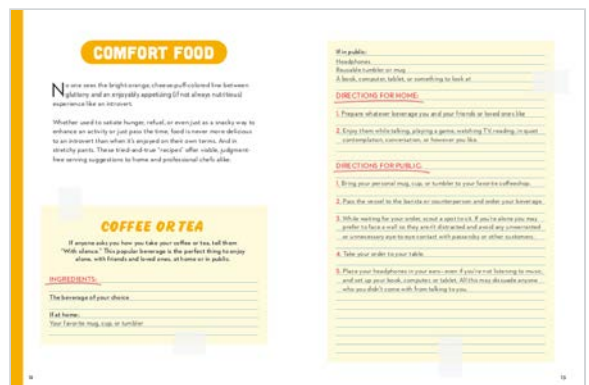 COMFORT FOOD
No one sees the bright orange, cheese-puff-colored line between
gluttony and an enjoyably appetizing (if not always nutritious)
experience like an introvert.
Whether used to satiate hunger, refuel, or even just as a snacky way to
enhance an activity or just pass the time, food is never more delicious
to an introvert than when it's enjoyed on their own terms. And in
stretchy pants. These tried-and-true "recipes" offer viable, judgment-
free serving suggestions to home and professional chefs alike.
COFFEE OR TEA
If anyone asks you how you take your coffee or tea, tell them
"With silence." This popular beverage is the perfect thing to enjoy
alone, with friends and loved ones, at home or in public.
INGREDIENTS:
The beverage of your choice
If at home:
Your favorite mug, cup, or tumbler
If in public:
Headphones
Reusable tumbler or mug
A book, computer, tablet, or something to look at
DIRECTIONS FOR HOME:
1. Prepare whatever beverage you and your friends or loved ones like
2. Enjoy them while talking, playing a game, watching TV, reading, in quiet
contemplation, conversation, or however you like.
DIRECTIONS FOR PUBLIC:
1. Bring your personal mug, cup, or tumbler to your favorite coffeeshop.
2. Pass the vessel to the barista or counterperson and order your beverage.
3. While waiting for your order, scout a spot to sit. If you're alone you may
prefer to face a wall so they aren't distracted and avoid any unwanted
or unnecessary eye-to-eye contact with passersby or other customers.
4. Take your order to your table.
5. Place your headphones in your ears—even if you're not listening to music,
and set up your book, computer, or tablet. All this may dissuade anyone
who you didn't come with from talking to you.